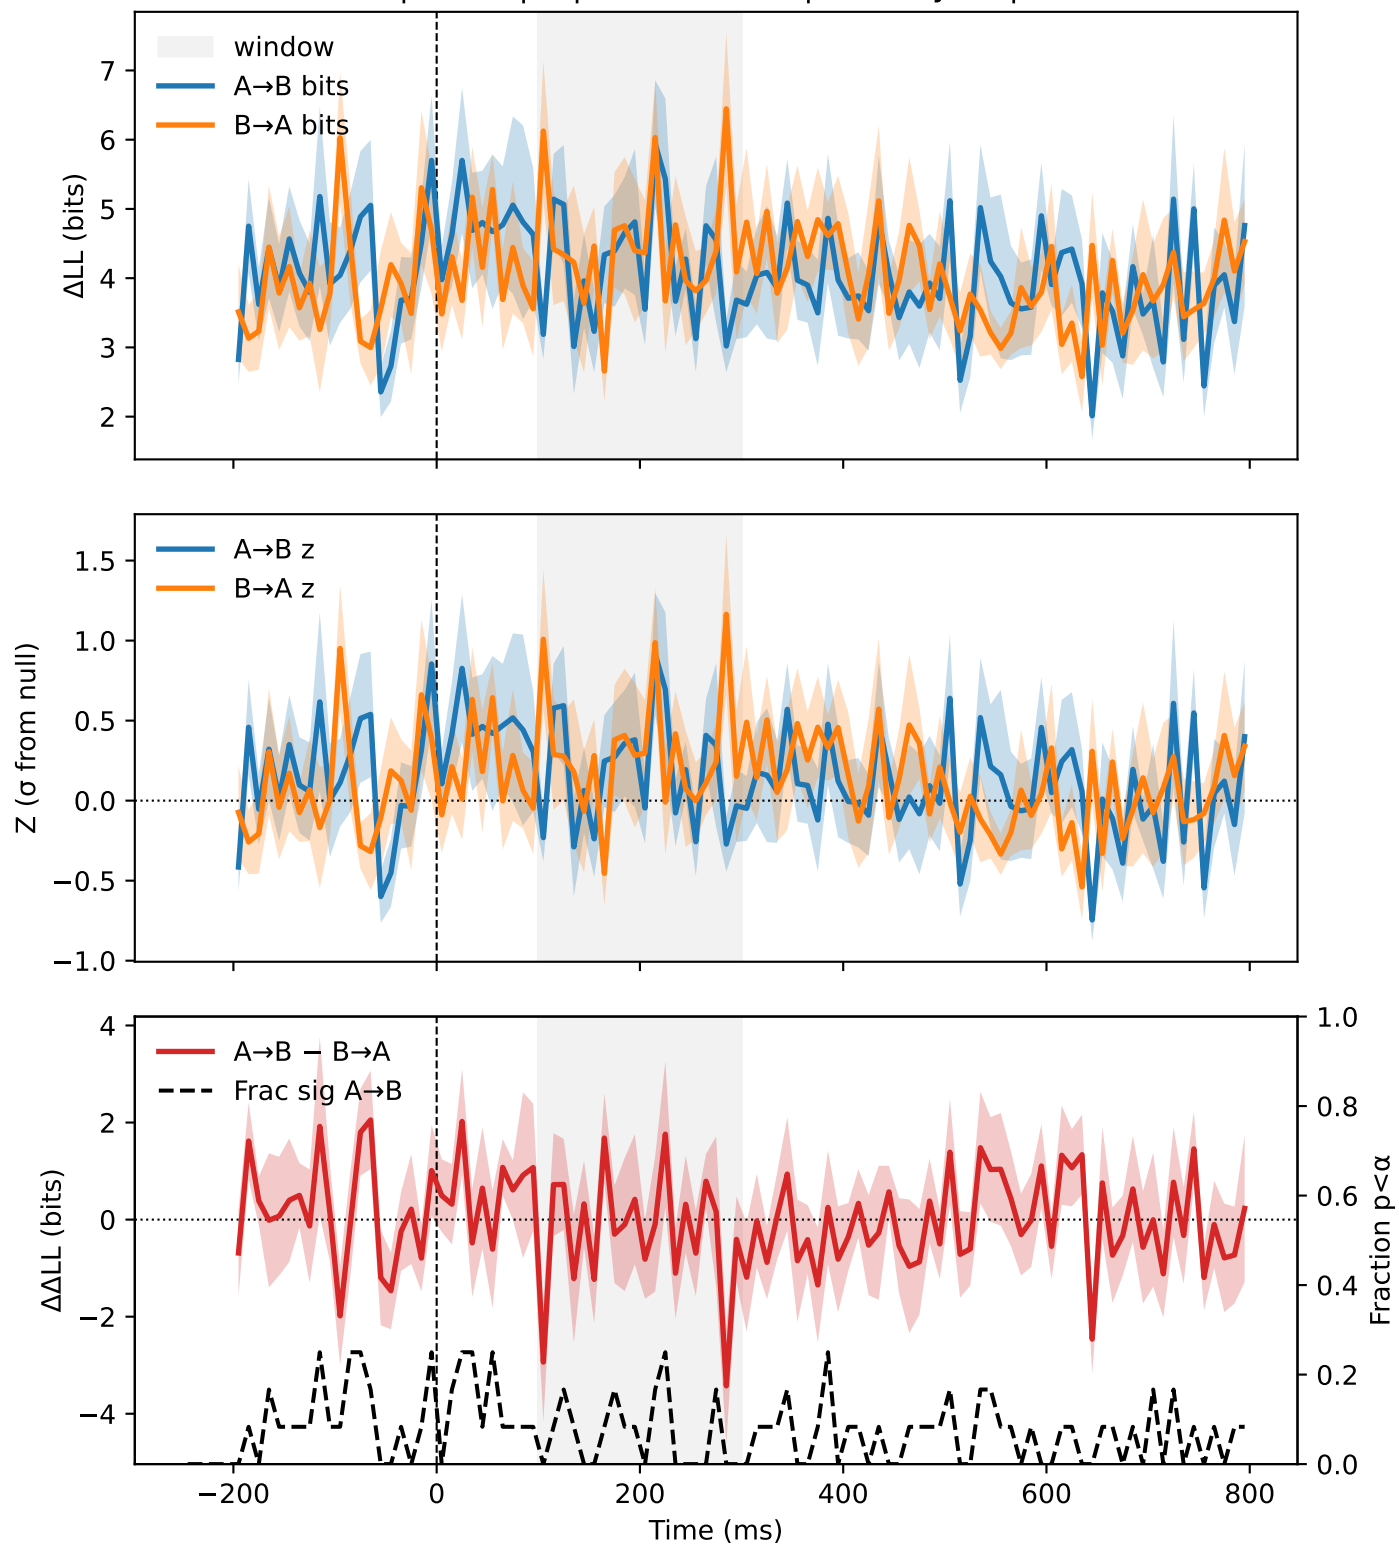 window
A→B bits
B→A bits
7
6
5
4
3
2
ΔLL (bits)
A→B z
B→A z
1.5
1.0
0.5
0.0
−0.5
−1.0
Z (σ from null)
A→B − B→A
Frac sig A→B
4
2
0
−2
−4
ΔΔLL (bits)
1.0
0.8
0.6
0.4
0.2
0.0
Fraction p<α
−200 0 200 400 600 800
Time (ms)